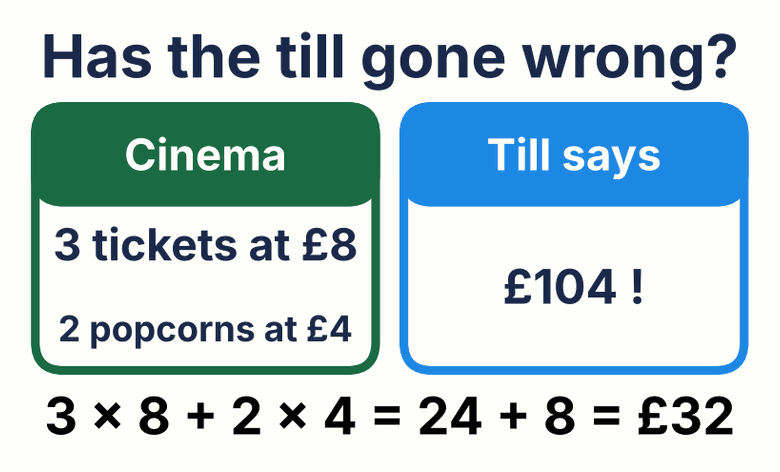 Has the till gone wrong?
Cinema
3 tickets at £8
2 popcorns at £4
Till says
£104 !
3 × 8 + 2 × 4 = 24 + 8 = £32